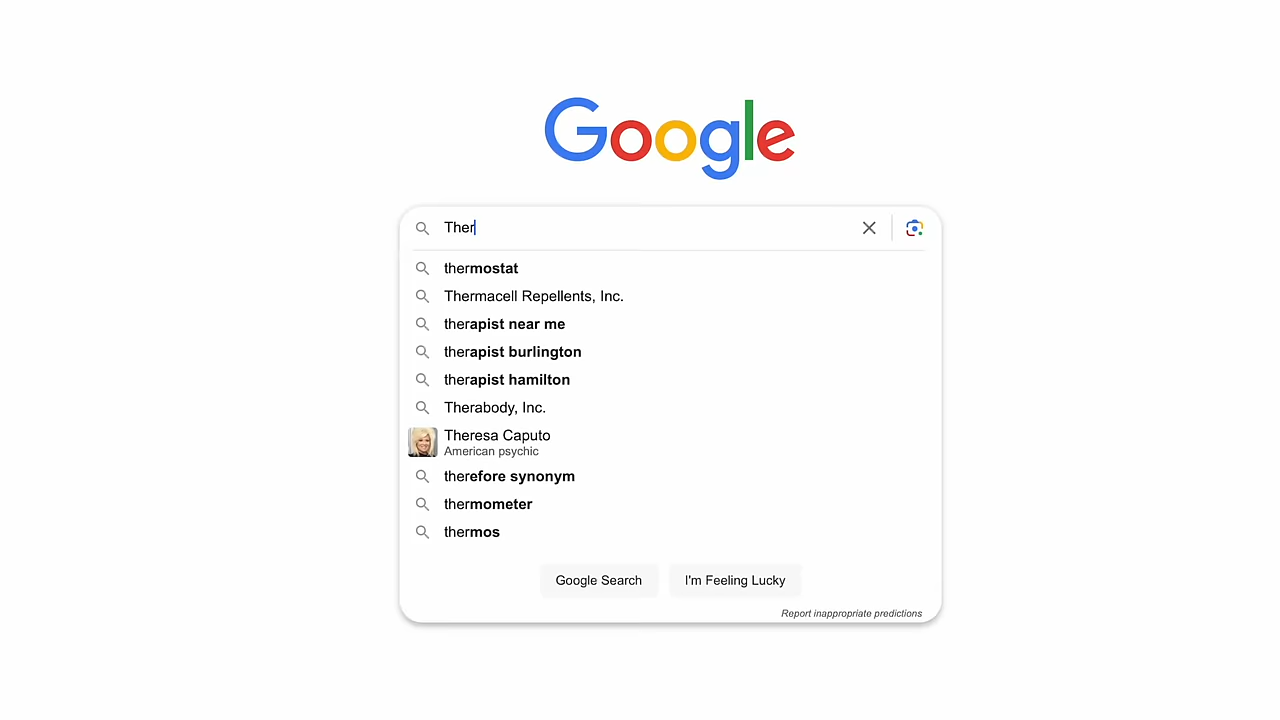 Google
Ther
thermostat
Thermacell Repellents, Inc.
therapist near me
therapist burlington
therapist hamilton
Therabody, Inc.
Theresa Caputo
American psychic
therefore synonym
thermometer
thermos
Google Search I'm Feeling Lucky
Report inappropriate predictions